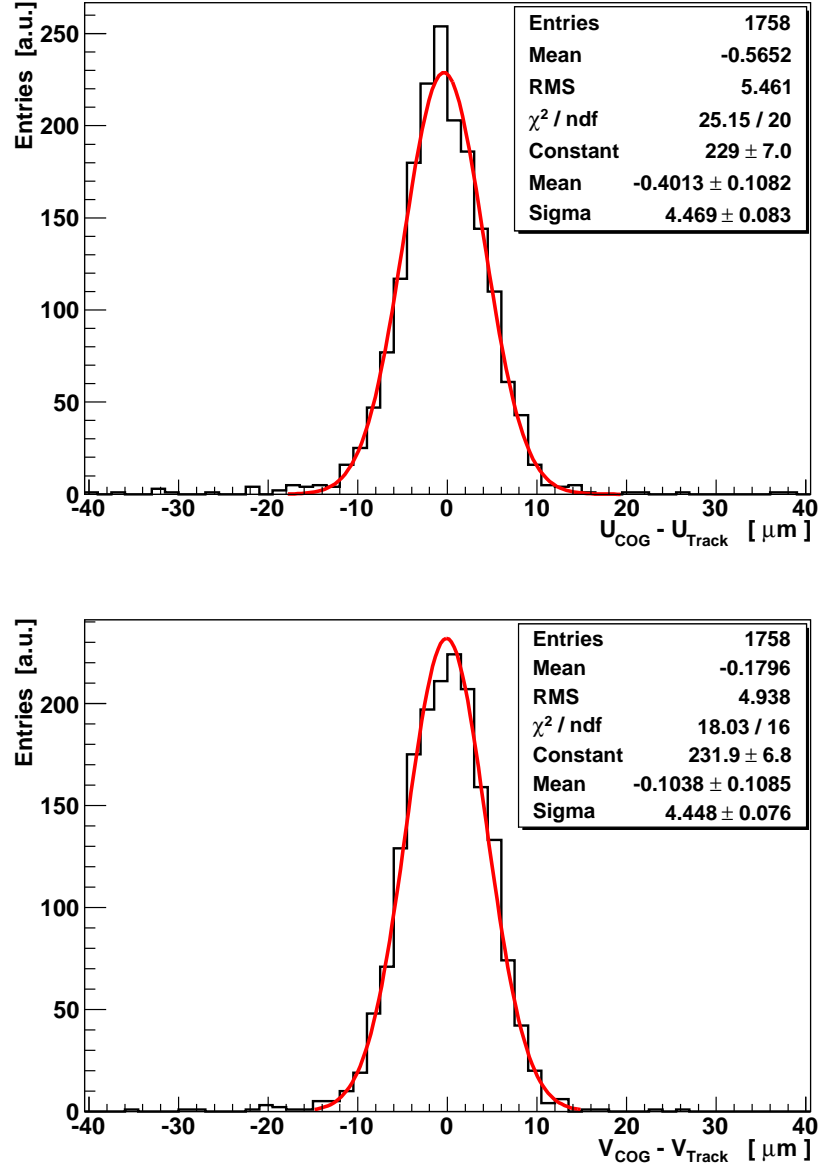 Entries [a.u.]
250
200
150
100
50
0
-40 -30 -20 -10 0 10 20 30 40
U_COG - U_Track [ μm ]
Entries 1758
Mean -0.5652
RMS 5.461
χ² / ndf 25.15 / 20
Constant 229 ± 7.0
Mean -0.4013 ± 0.1082
Sigma 4.469 ± 0.083
Entries [a.u.]
200
150
100
50
0
-40 -30 -20 -10 0 10 20 30 40
V_COG - V_Track [ μm ]
Entries 1758
Mean -0.1796
RMS 4.938
χ² / ndf 18.03 / 16
Constant 231.9 ± 6.8
Mean -0.1038 ± 0.1085
Sigma 4.448 ± 0.076